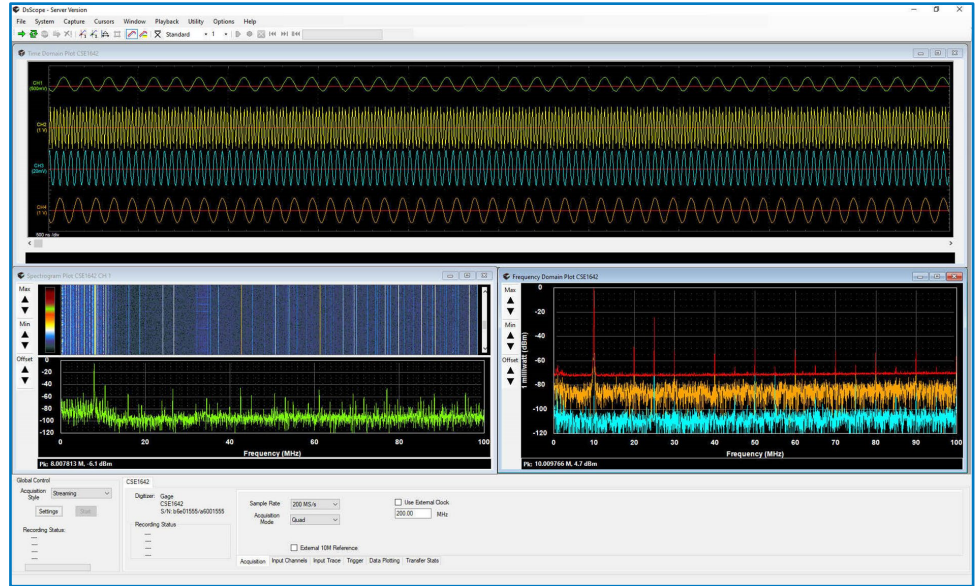 DsScope - Server Version
File System Capture Cursors Window Playback Utility Options Help
Standard 1
Time Domain Plot CSE1642
CH1
(500mV)
CH2
(1 V)
CH3
(20mV)
CH4
(1 V)
500 ns /div
Spectrogram Plot CSE1642 CH 1
Max
Min
Offset
0
-20
-40
-60
-80
-100
-120
0 20 40 60 80 100
Frequency (MHz)
Pk: 8.007813 M, -6.1 dBm
Frequency Domain Plot CSE1642
Max
Min
Offset
1 milliwatt (dBm)
0
-20
-40
-60
-80
-100
-120
0 10 20 30 40 50 60 70 80 90 100
Frequency (MHz)
Pk: 10.009766 M, 4.7 dBm
Global Control
Acquisition Style Streaming
Settings Start
Recording Status:
CSE1642
Digitizer: Gage
CSE1642
S/N: b6e01555/a6001555
Recording Status
Sample Rate 200 MS/s
Acquisition Mode Quad
External 10M Reference
Use External Clock
200.00 MHz
Acquisition Input Channels Input Trace Trigger Data Plotting Transfer Stats